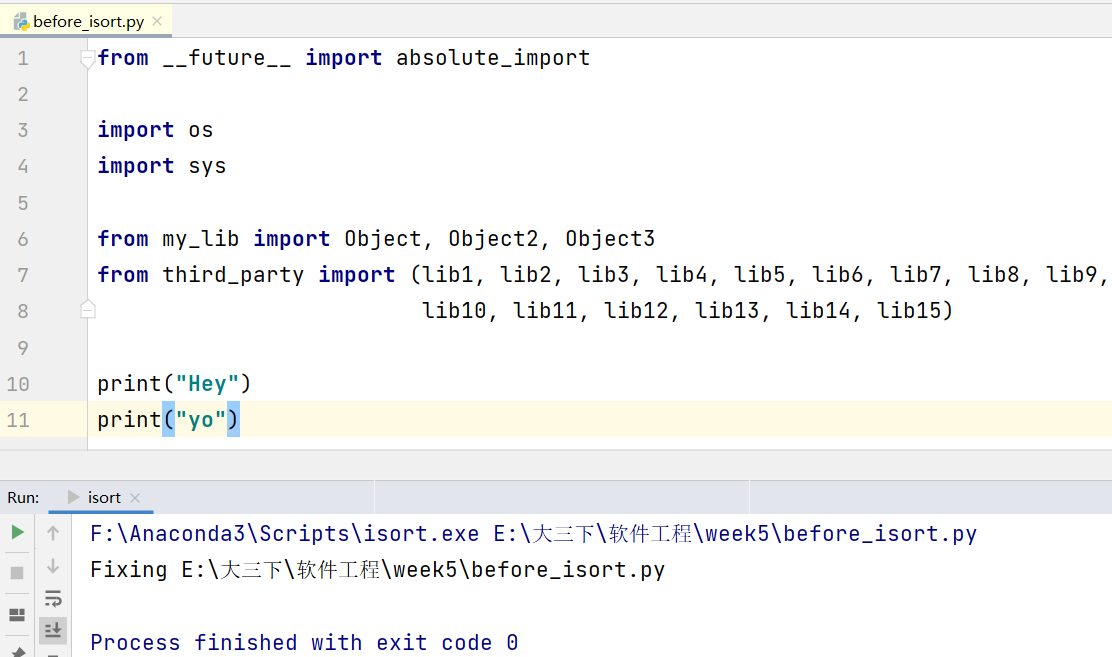 before_isort.py
1 from __future__ import absolute_import
2
3 import os
4 import sys
5
6 from my_lib import Object, Object2, Object3
7 from third_party import (lib1, lib2, lib3, lib4, lib5, lib6, lib7, lib8, lib9,
8 lib10, lib11, lib12, lib13, lib14, lib15)
9
10 print("Hey")
11 print("yo")
Run: isort
F:\Anaconda3\Scripts\isort.exe E:\大三下\软件工程\week5\before_isort.py
Fixing E:\大三下\软件工程\week5\before_isort.py
Process finished with exit code 0